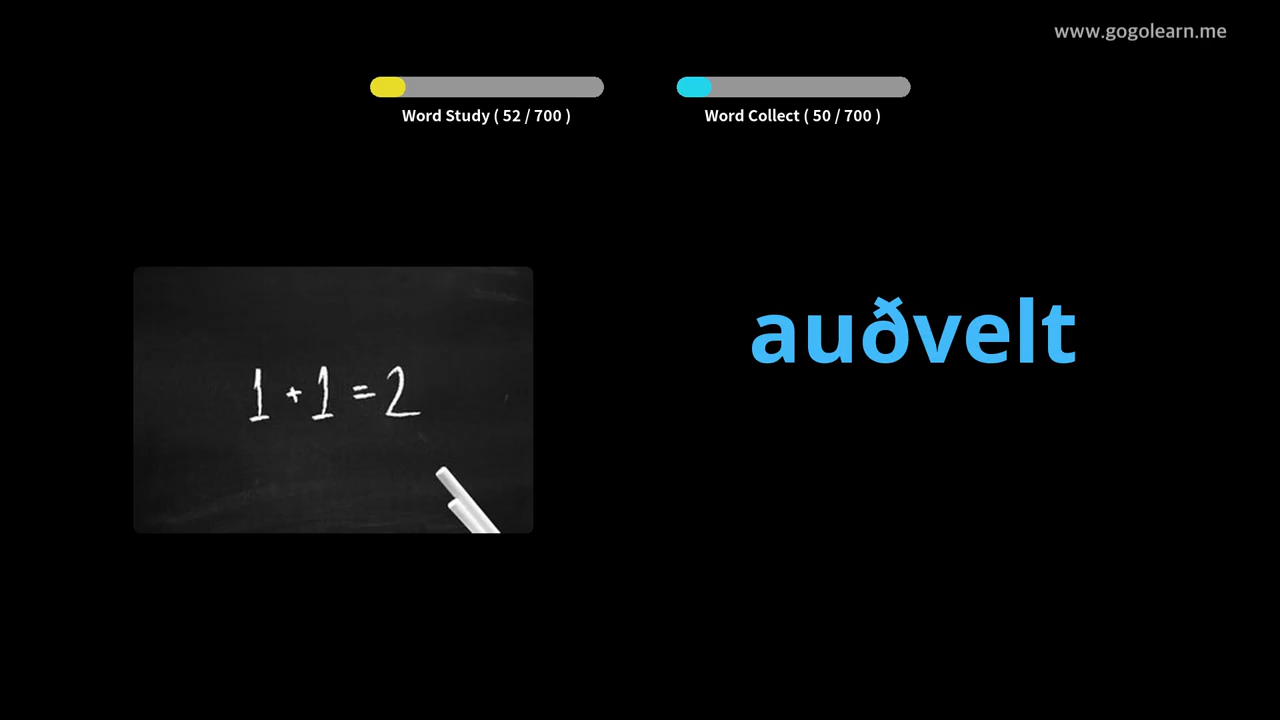 www.gogolearn.me
Word Study ( 52 / 700 )
Word Collect ( 50 / 700 )
1 + 1 = 2
auðvelt